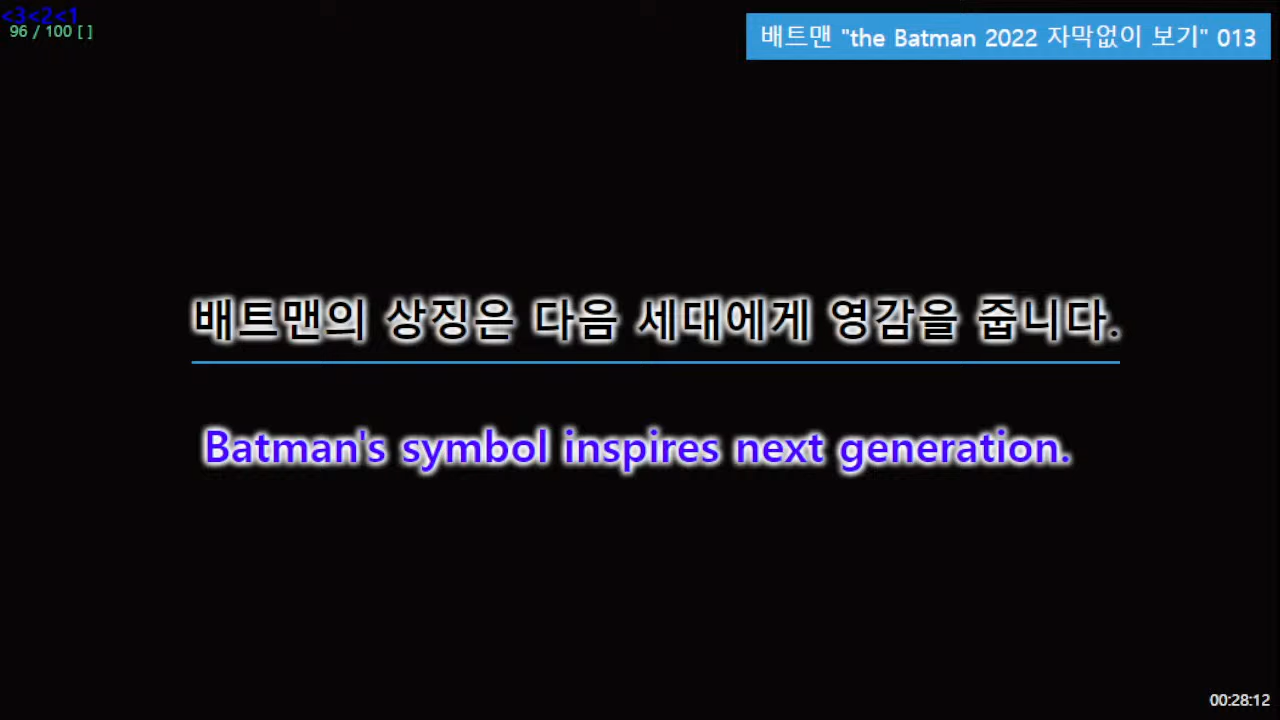 <3<2<1
96 / 100 [ ]
배트맨 "the Batman 2022 자막없이 보기" 013
배트맨의 상징은 다음 세대에게 영감을 줍니다.
Batman's symbol inspires next generation.
00:28:12